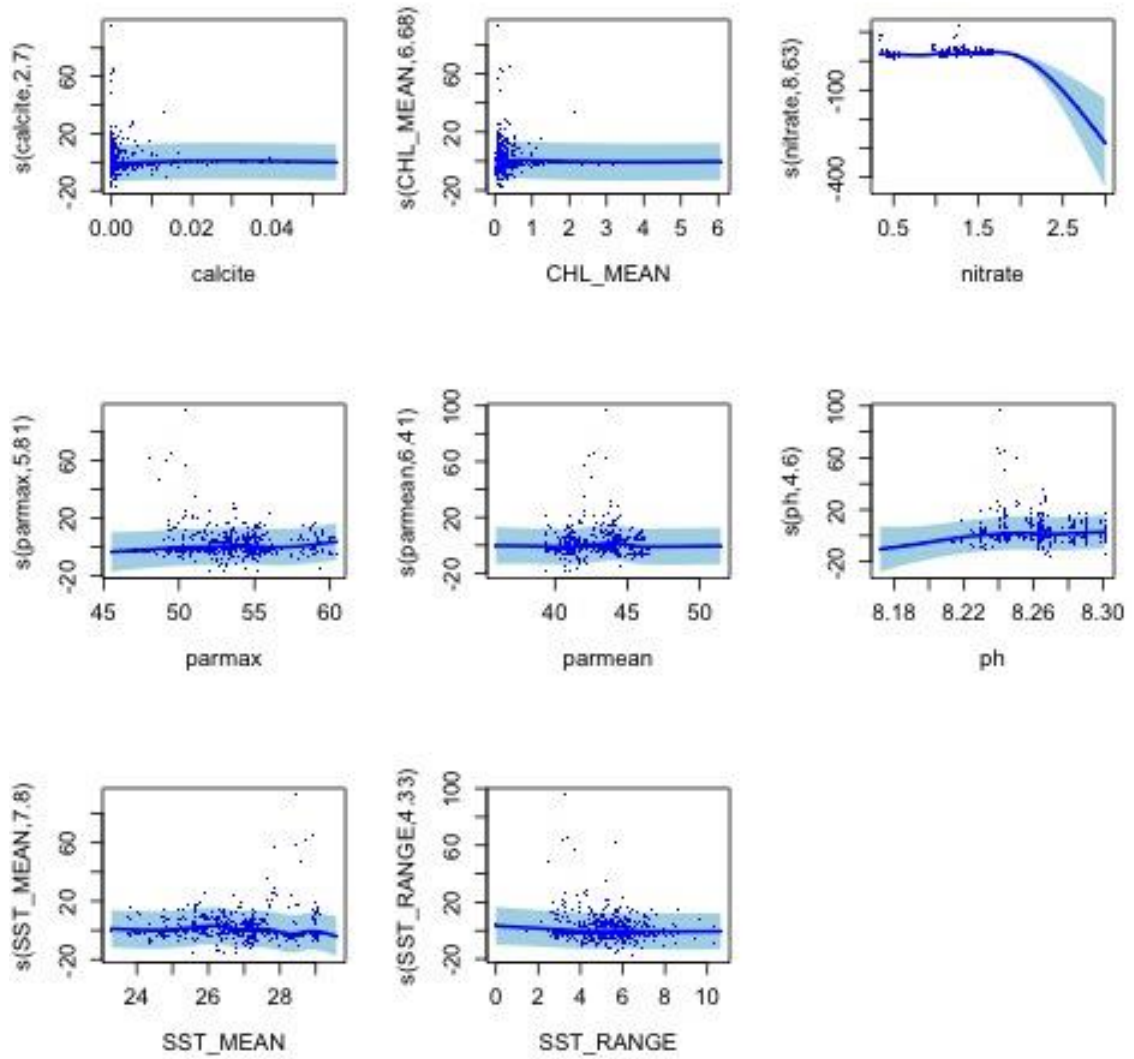 s(calcite,2.7)
60
20
-20
0.00 0.02 0.04
calcite
s(CHL_MEAN,6.68)
60
20
-20
0 1 2 3 4 5 6
CHL_MEAN
s(nitrate,8.63)
-100
-400
0.5 1.5 2.5
nitrate
s(parmax,5.81)
60
20
-20
45 50 55 60
parmax
s(parmean,6.41)
100
60
20
-20
40 45 50
parmean
s(ph,4.6)
100
60
20
-20
8.18 8.22 8.26 8.30
ph
s(SST_MEAN,7.8)
60
20
-20
24 26 28
SST_MEAN
s(SST_RANGE,4.33)
100
60
20
-20
0 2 4 6 8 10
SST_RANGE